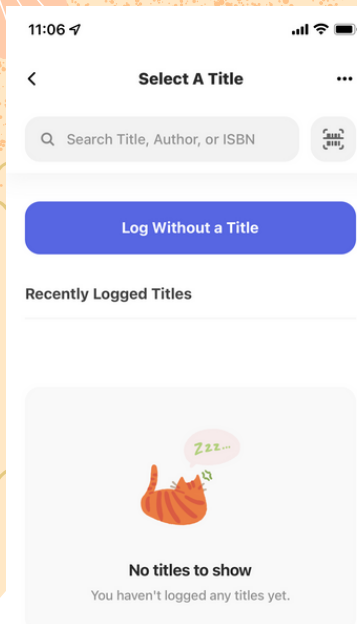 11:06
Select A Title
Search Title, Author, or ISBN
Log Without a Title
Recently Logged Titles
Zzz...
No titles to show
You haven't logged any titles yet.